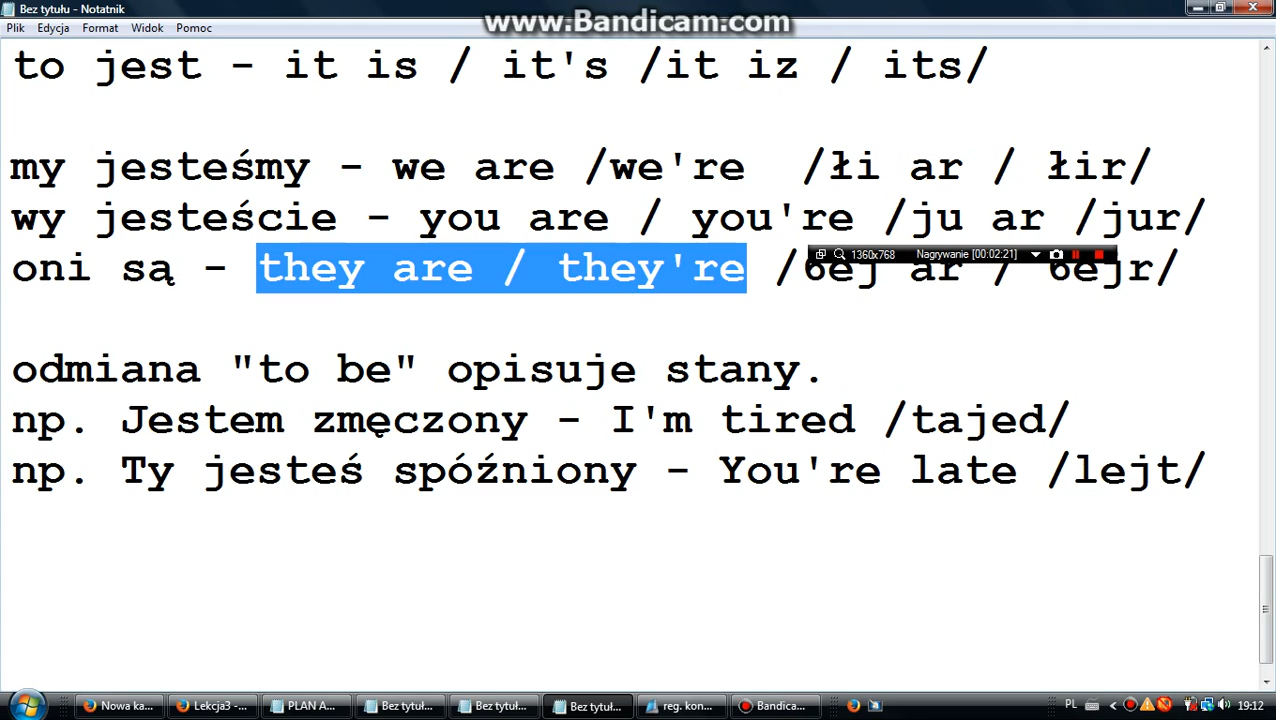 Bez tytułu - Notatnik
www.Bandicam.com
Plik Edycja Format Widok Pomoc
to jest - it is / it's /it iz / its/
my jesteśmy - we are /we're /łi ar / łir/
wy jesteście - you are / you're /ju ar /jur/
oni są - they are / they're /6ej ar / 6ejr/
1360x768 Nagrywanie [00:02:21]
odmiana "to be" opisuje stany.
np. Jestem zmęczony - I'm tired /tajed/
np. Ty jesteś spóźniony - You're late /lejt/
Nowa ka... Lekcja3 - ... PLAN A... Bez tytuł... Bez tytuł... Bez tytuł... reg. kon... Bandica... PL 19:12